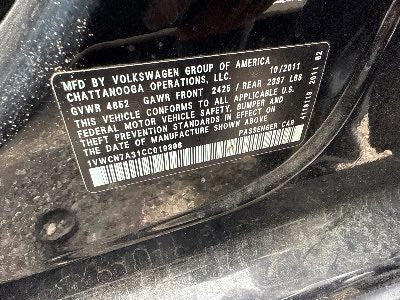 MFD BY VOLKSWAGEN GROUP OF AMERICA 10/2011
CHATTANOOGA OPERATIONS, LLC.
GVWR 4652 GAWR FRONT 2425 / REAR 2337 LBS
THIS VEHICLE CONFORMS TO ALL APPLICABLE U.S.
FEDERAL MOTOR VEHICLE SAFETY, BUMPER AND
THEFT PREVENTION STANDARDS IN EFFECT ON
DATE OF MANUFACTURE SHOWN ABOVE
1VWCN7A31CC019396 PASSENGER CAR